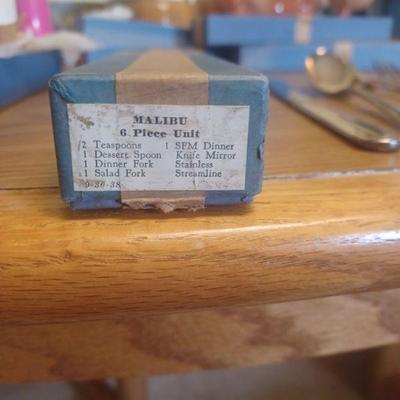 MALIBU
6 Piece Unit
2 Teaspoons
1 Dessert Spoon
1 Dinner Fork
1 Salad Fork
1 SFM Dinner
Knife Mirror
Stainless
Streamline
9-36-38